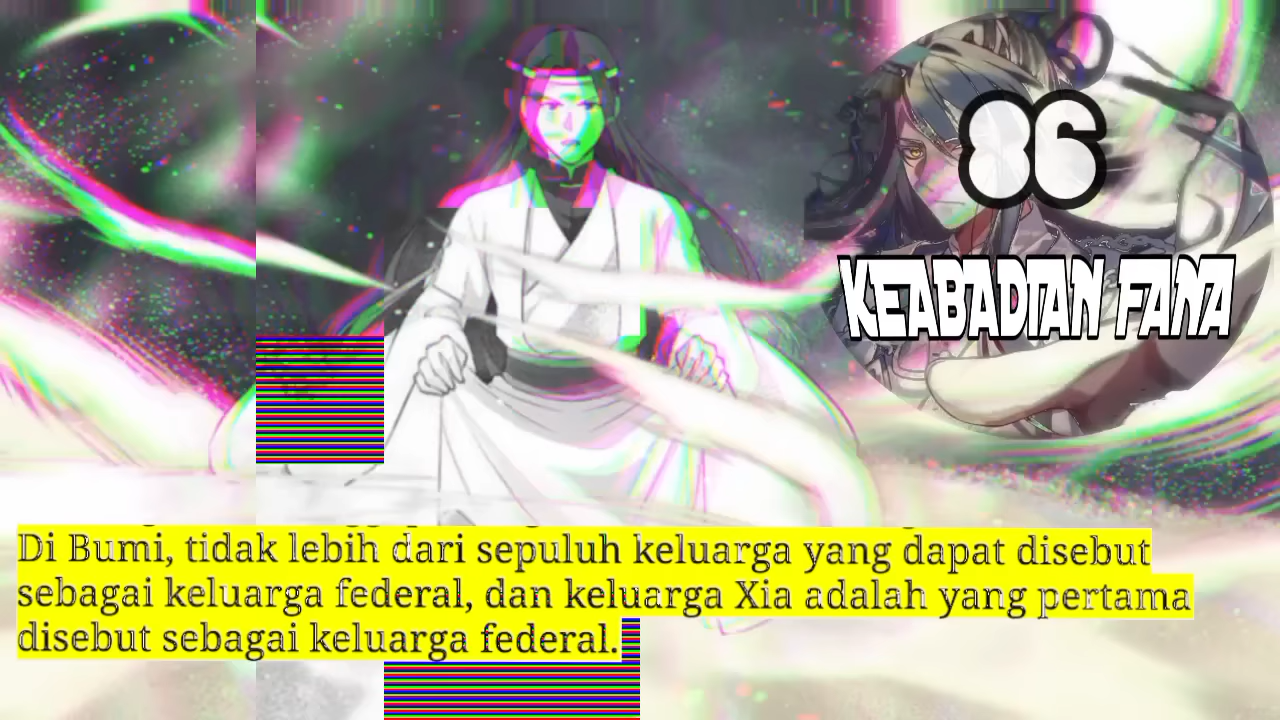 86
KEABADIAN FANA
Di Bumi, tidak lebih dari sepuluh keluarga yang dapat disebut
sebagai keluarga federal, dan keluarga Xia adalah yang pertama
disebut sebagai keluarga federal.